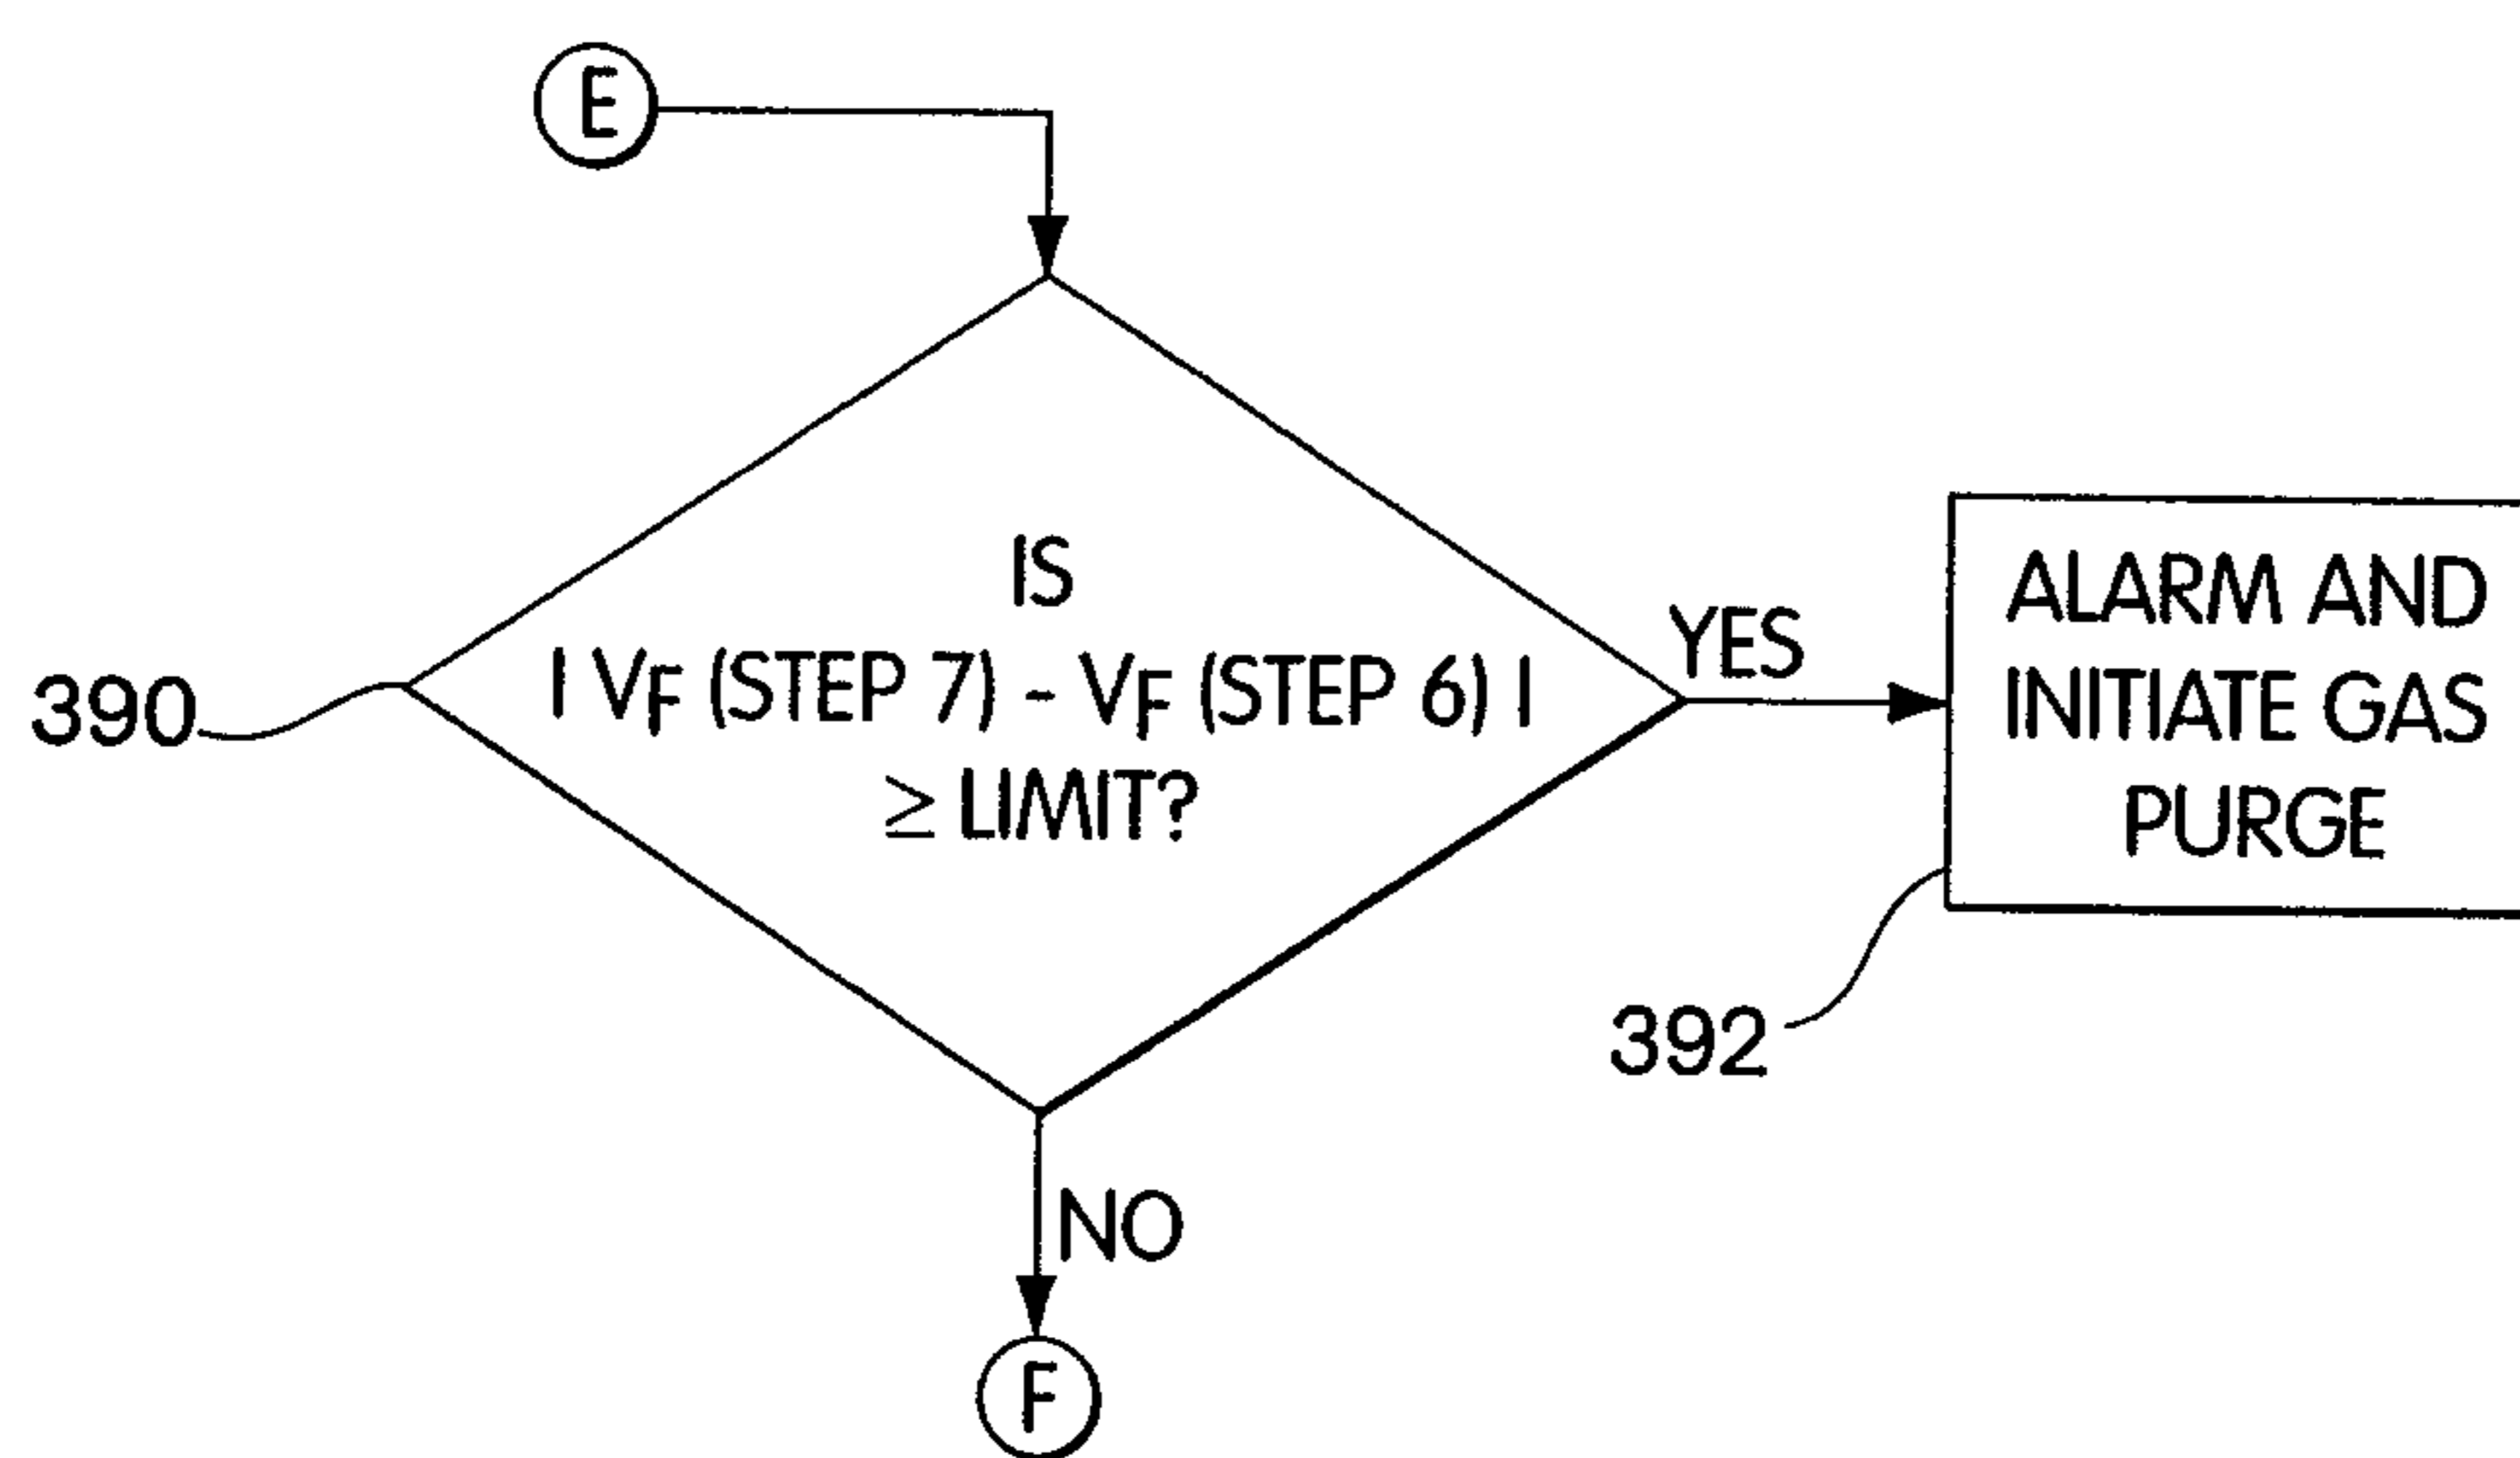 E
IS
| VF (STEP 7) - VF (STEP 6) |
≥ LIMIT?
390
YES
ALARM AND
INITIATE GAS
PURGE
392
NO
F